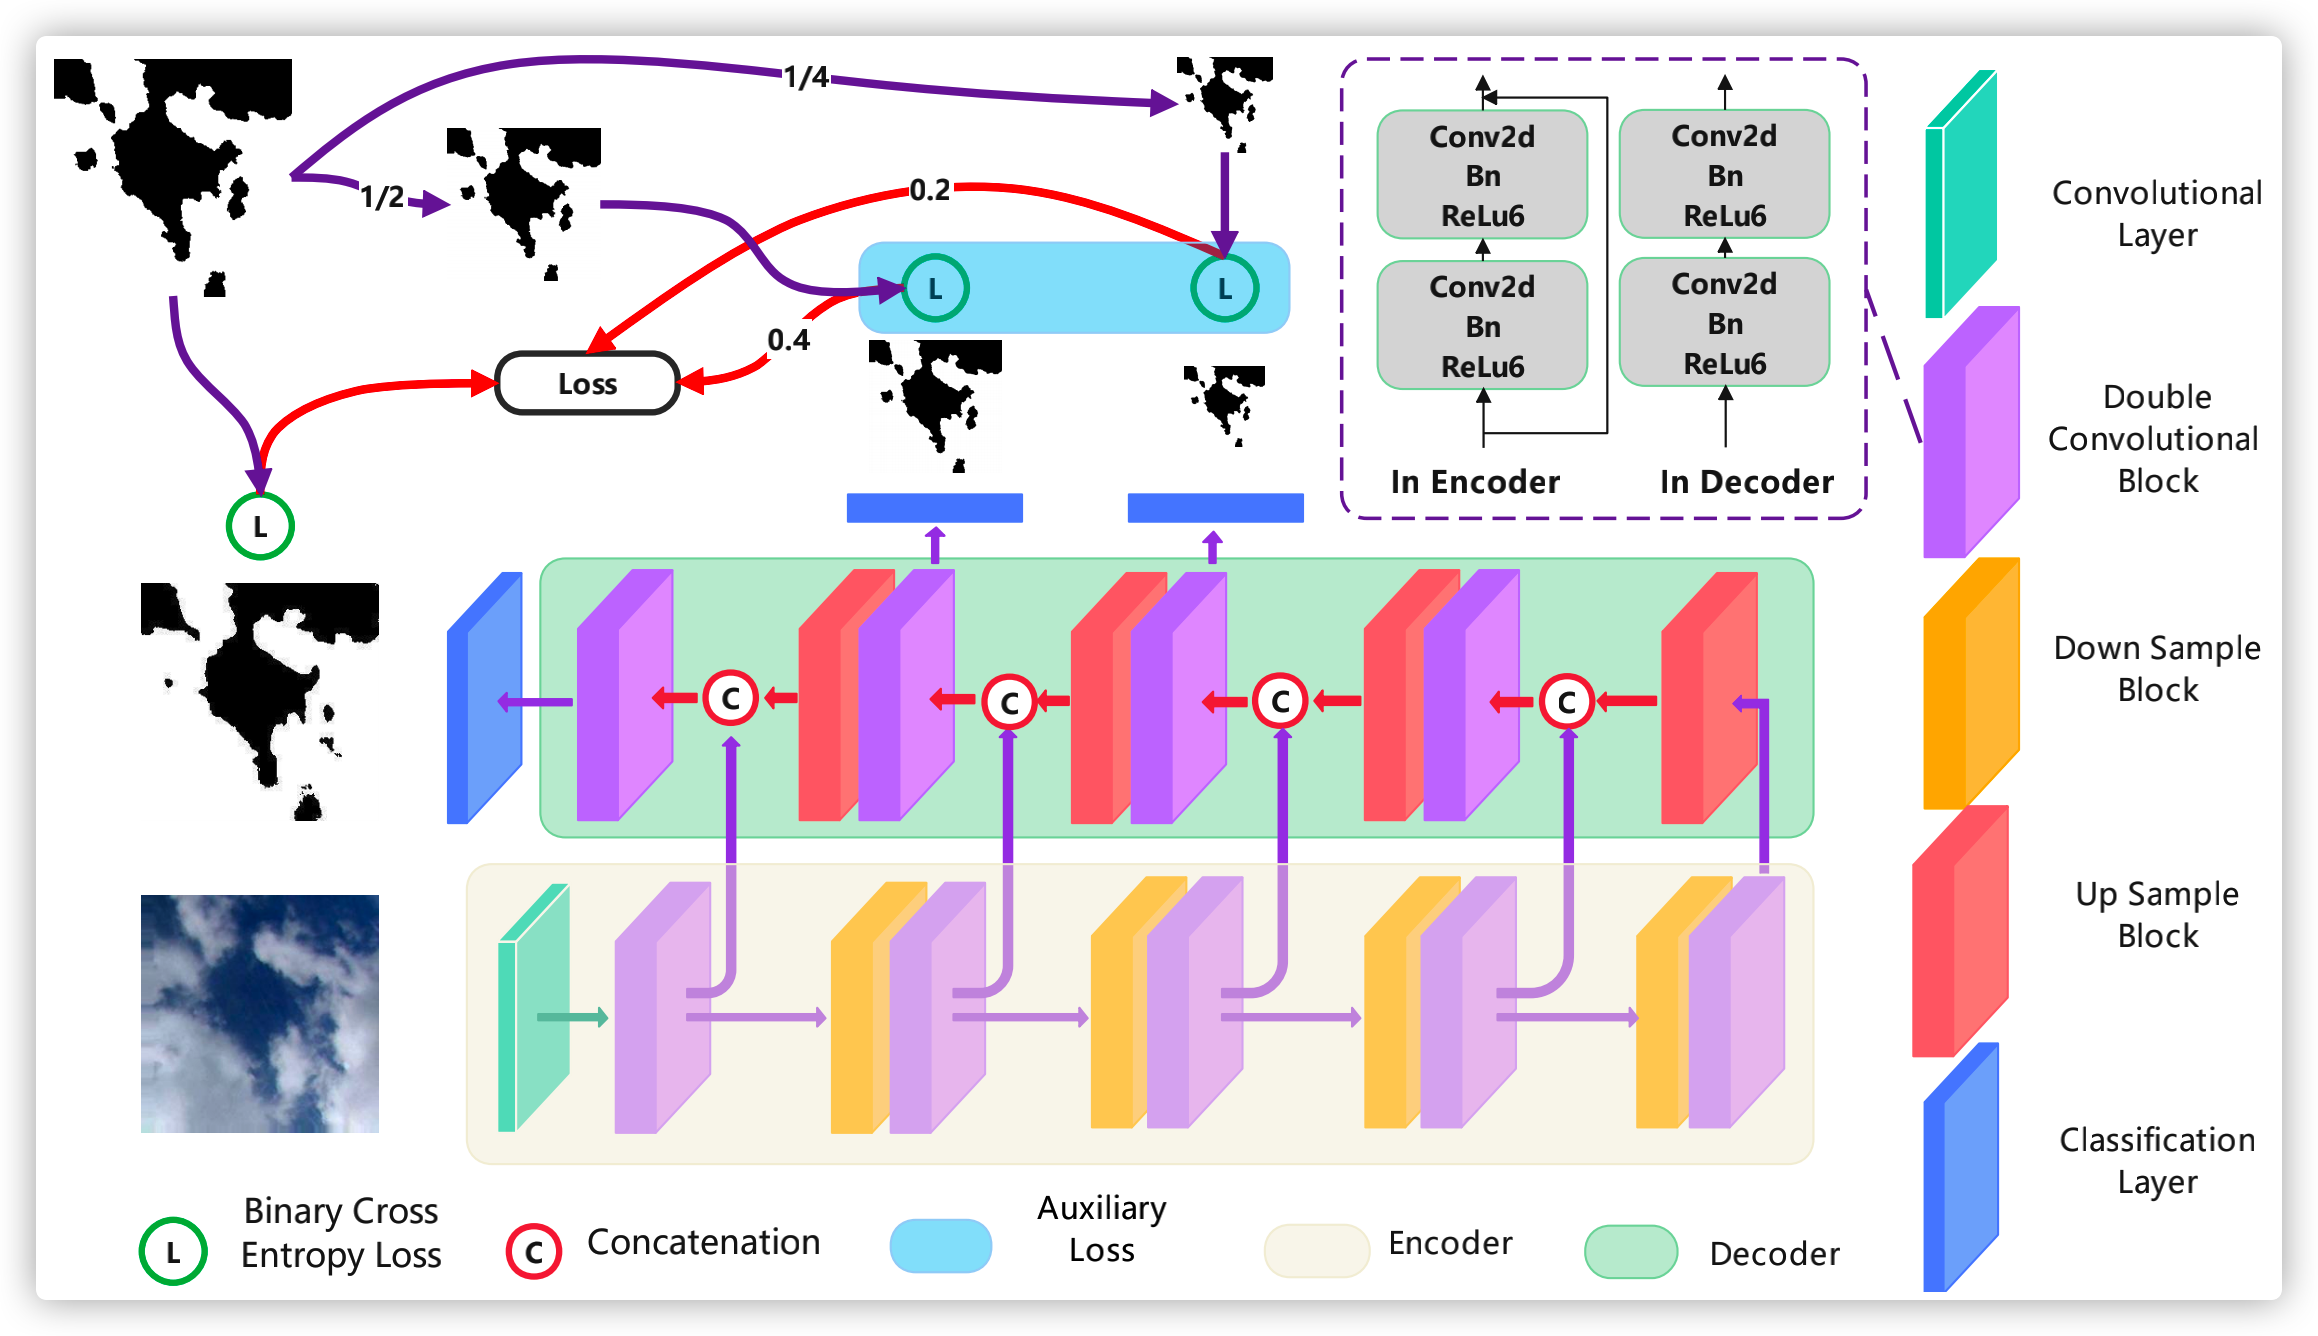 1/4
1/2
0.2
0.4
L
L
Loss
L
Conv2d
Bn
ReLu6
Conv2d
Bn
ReLu6
In Encoder
Conv2d
Bn
ReLu6
Conv2d
Bn
ReLu6
In Decoder
C
C
C
C
Convolutional
Layer
Double
Convolutional
Block
Down Sample
Block
Up Sample
Block
Classification
Layer
L
Binary Cross
Entropy Loss
C
Concatenation
Auxiliary
Loss
Encoder
Decoder